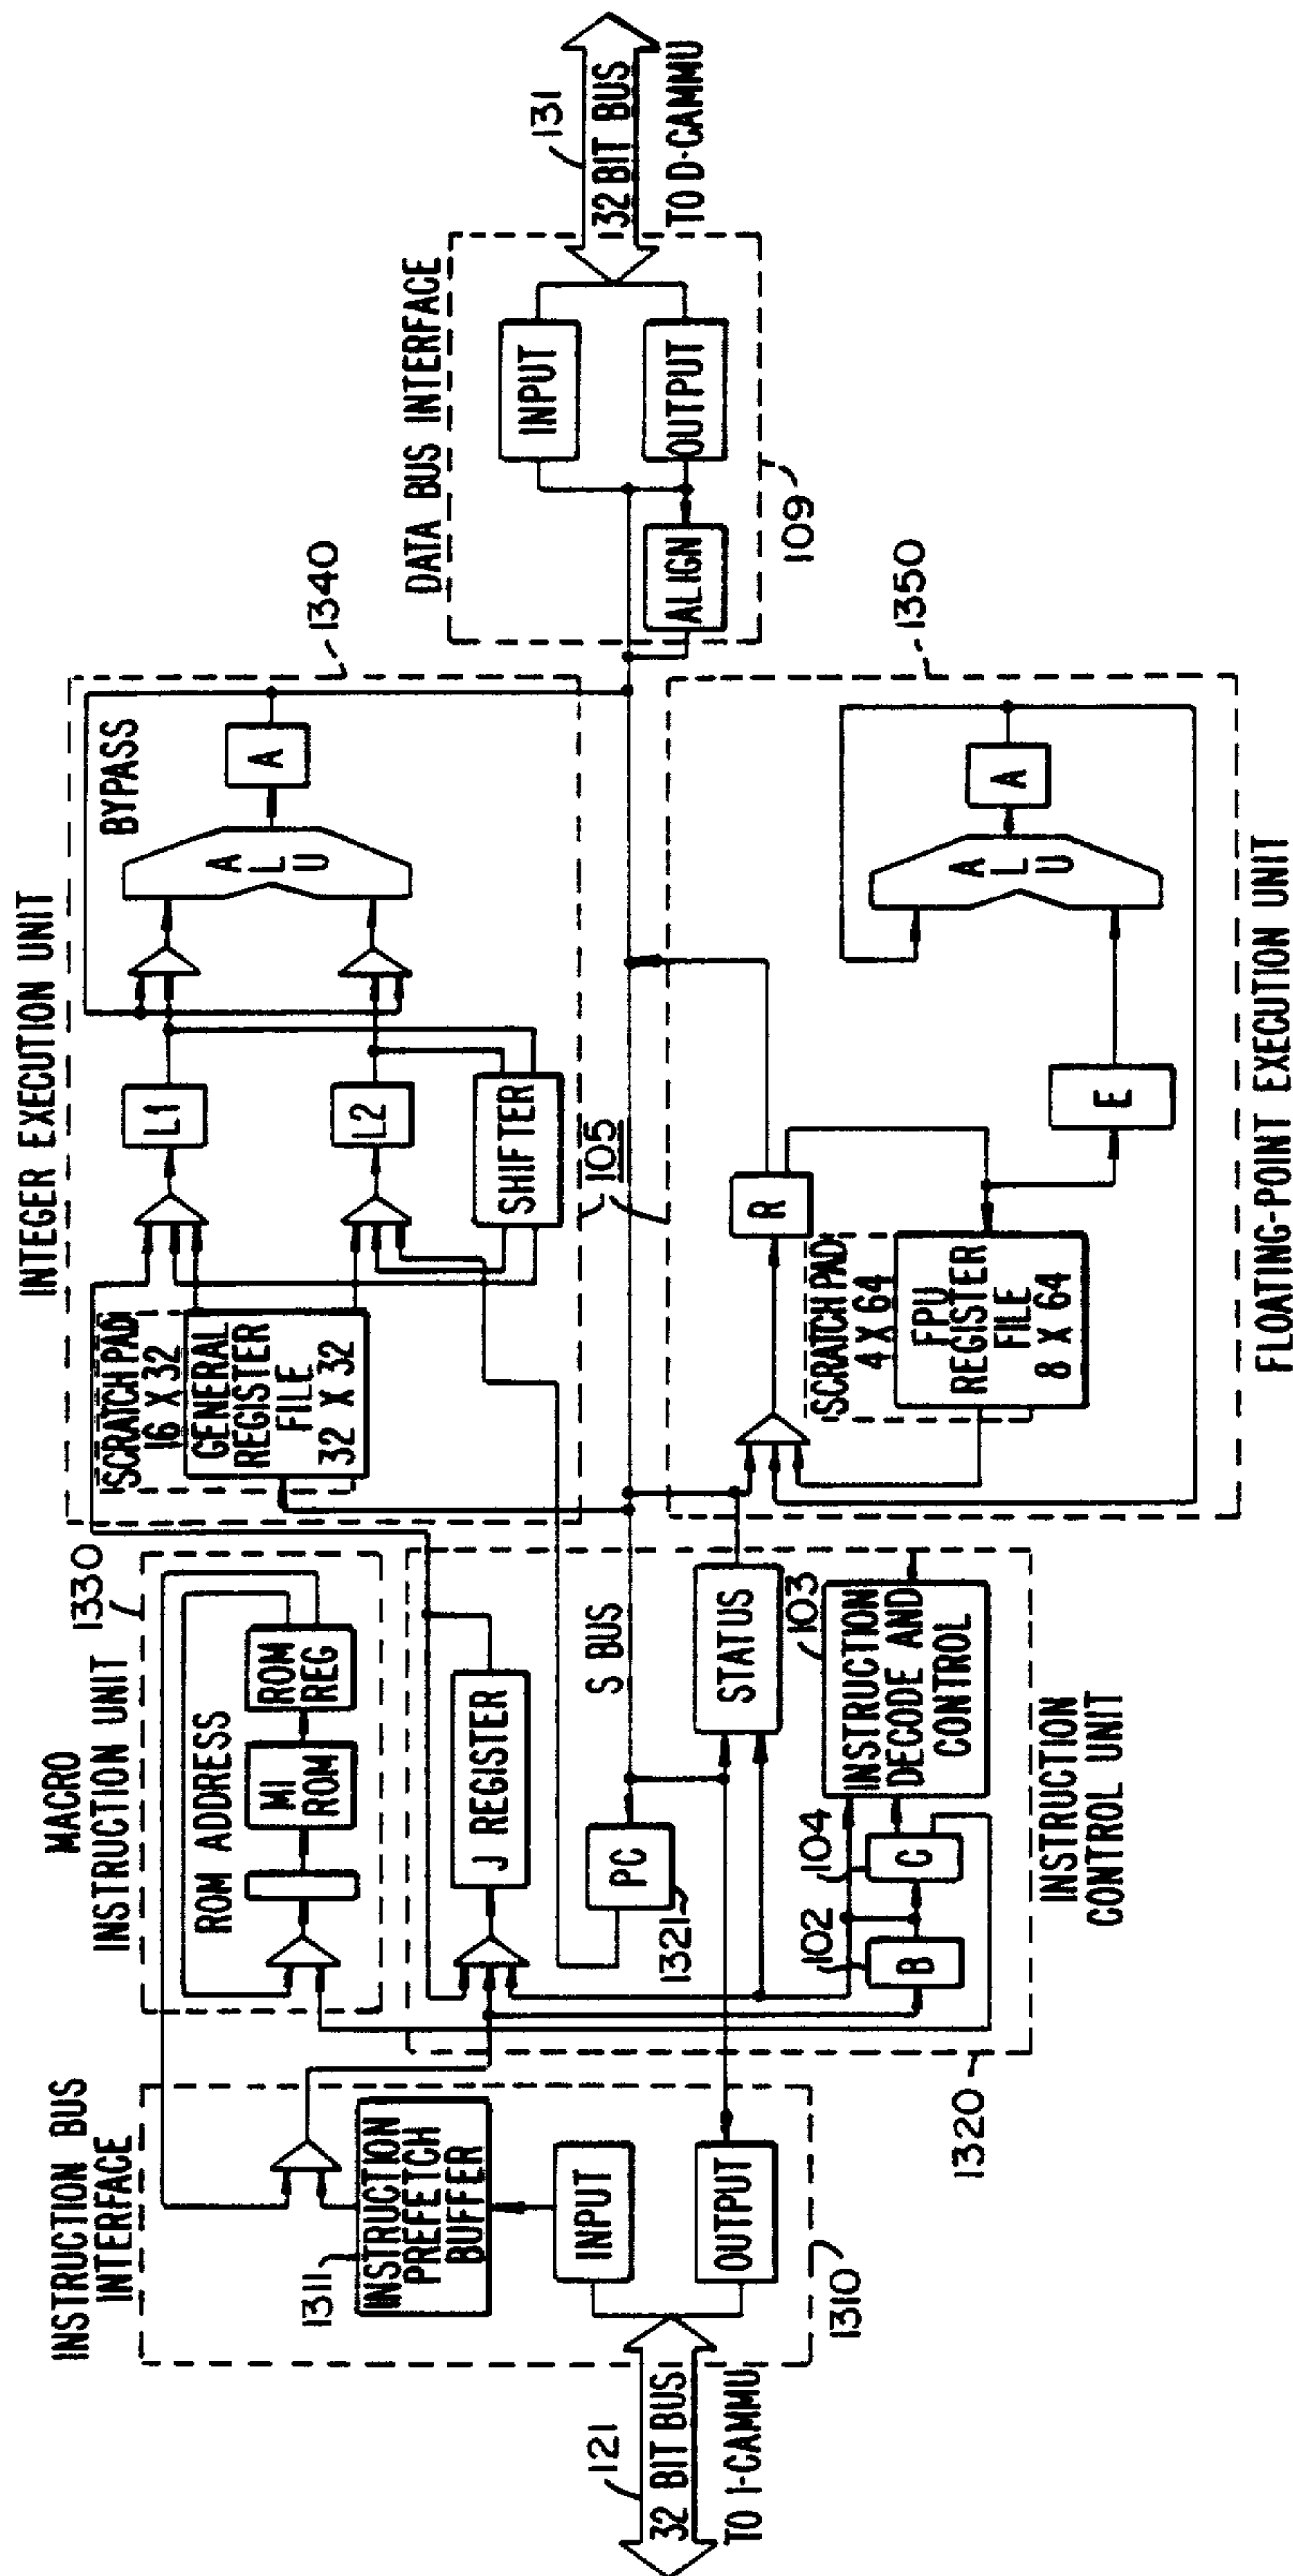 121
32 BIT BUS
TO I-CAMMU
INSTRUCTION BUS
INTERFACE
1311
INSTRUCTION
PREFETCH
BUFFER
INPUT
OUTPUT
1310
MACRO
INSTRUCTION UNIT
1330
ROM ADDRESS
MI
ROM
ROM
REG
J REGISTER
S BUS
PC
1321
STATUS
102
B
104
C
103
INSTRUCTION
DECODE AND
CONTROL
1320
INSTRUCTION
CONTROL UNIT
INTEGER EXECUTION UNIT
SCRATCH PAD
16 X 32
GENERAL
REGISTER
FILE
32 X 32
L1
L2
SHIFTER
BYPASS
ALU
A
1340
105
R
SCRATCH PAD
4 X 64
FPU
REGISTER
FILE
8 X 64
E
ALU
A
1350
FLOATING-POINT EXECUTION UNIT
DATA BUS INTERFACE
INPUT
OUTPUT
ALIGN
109
131
32 BIT BUS
TO D-CAMMU